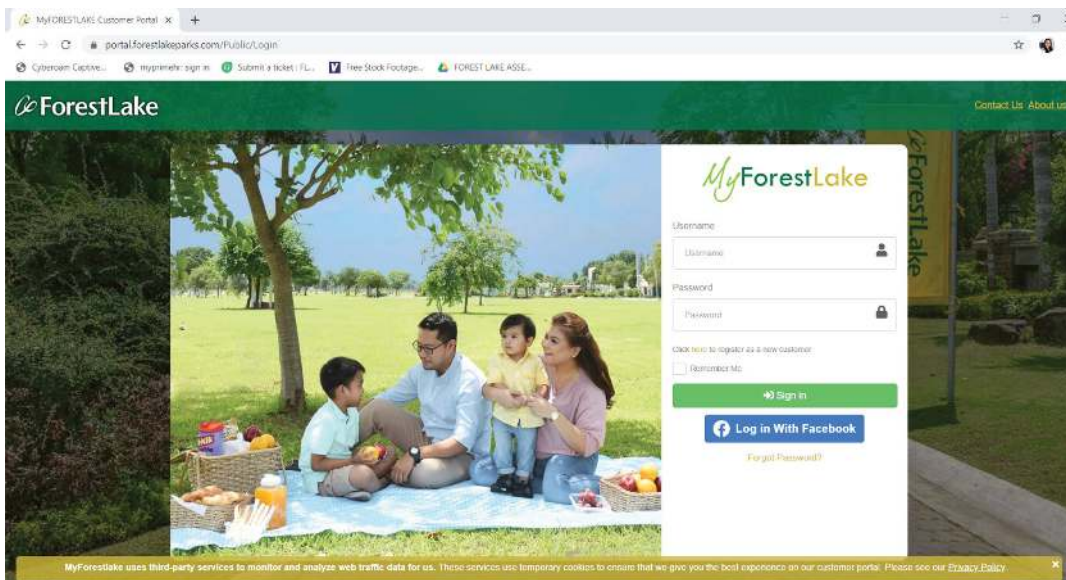 MyFORESTLAKE Customer Portal
portal.forestlakeparks.com/Public/Login
Cyberoam Captive... myprimehr: sign in Submit a ticket : FL... Free Stock Footage... FOREST LAKE ASSE...
ForestLake
Contact Us About us
ForestLake
MyForestLake
Username
Username
Password
Password
Click here to register as a new customer
Remember Me
Sign in
Log in With Facebook
Forgot Password?
MyForestlake uses third-party services to monitor and analyze web traffic data for us. These services use temporary cookies to ensure that we give you the best experience on our customer portal. Please see our Privacy Policy.